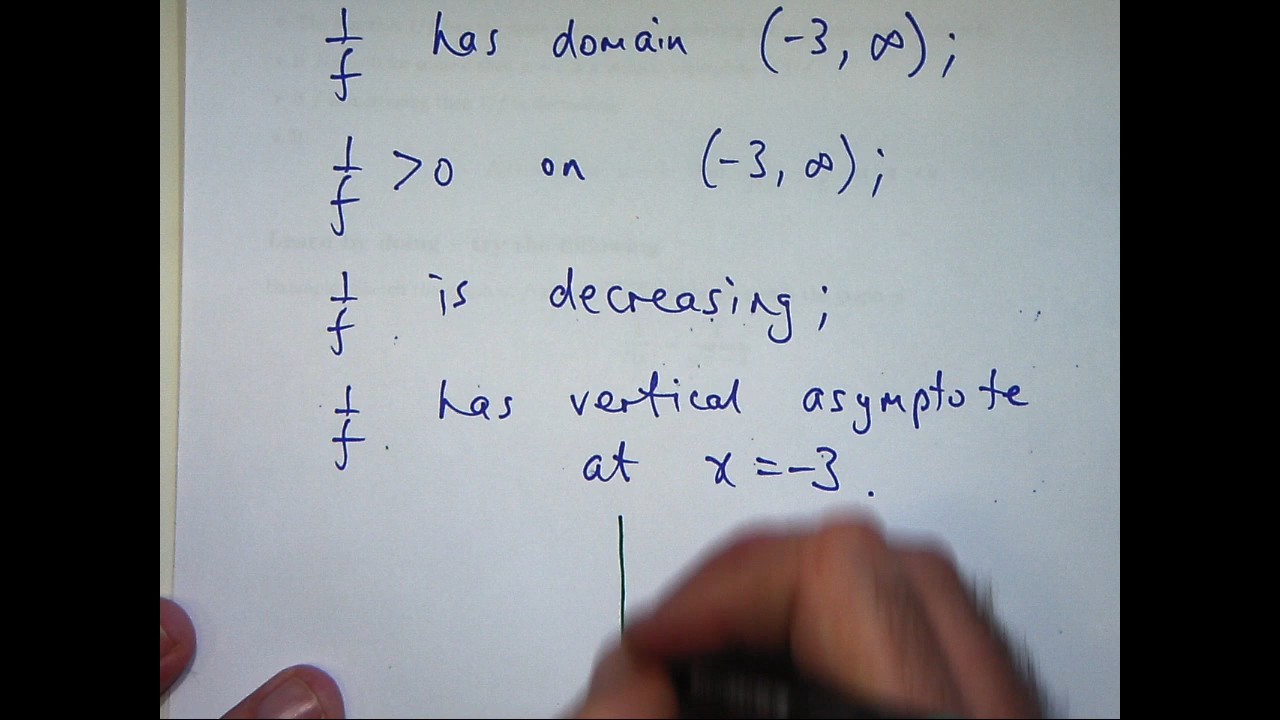 1/f has domain (-3, ∞);
1/f >0 on (-3, ∞);
1/f is decreasing;
1/f has vertical asymptote
at x = -3.